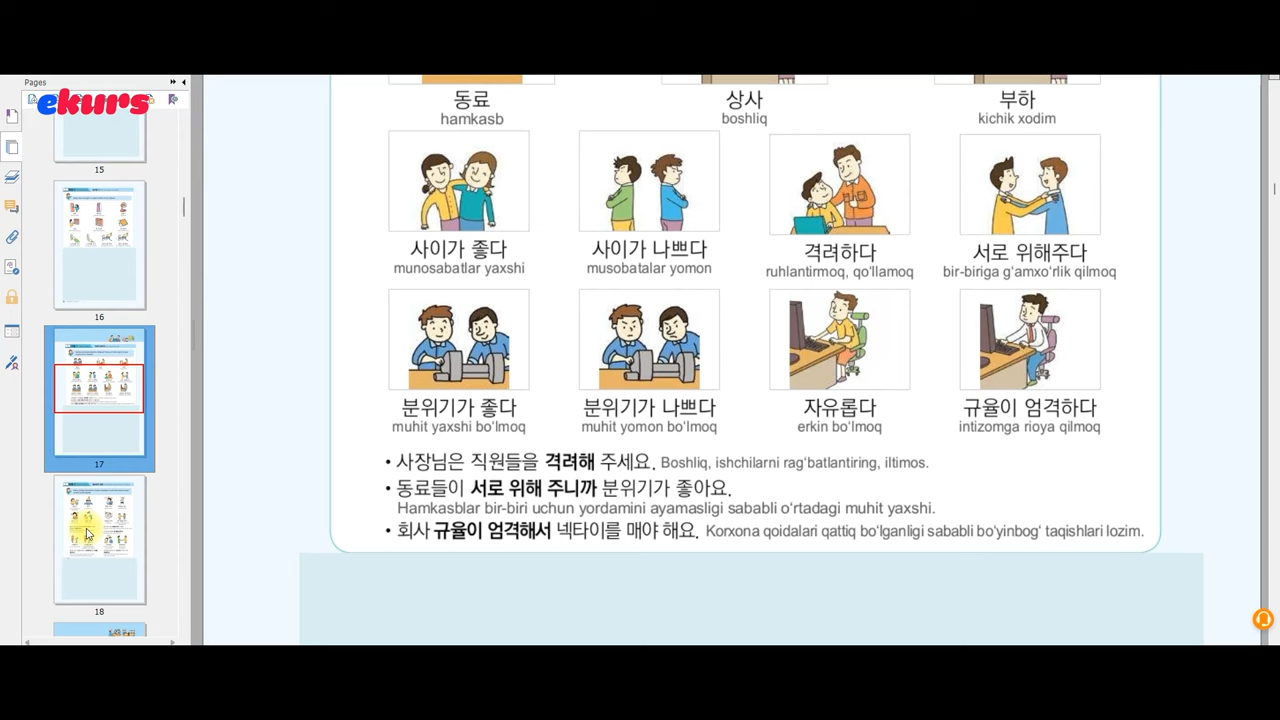 Pages
ekurs
15
16
17
18
동료 상사 부하
hamkasb boshliq kichik xodim
사이가 좋다 사이가 나쁘다 격려하다 서로 위해주다
munosabatlar yaxshi musobatalar yomon ruhlantirmoq, qo'llamoq bir-biriga g‘amxo‘rlik qilmoq
분위기가 좋다 분위기가 나쁘다 자유롭다 규율이 엄격하다
muhit yaxshi bo‘lmoq muhit yomon bo‘lmoq erkin bo‘lmoq intizomga rioya qilmoq
• 사장님은 직원들을 격려해 주세요. Boshliq, ishchilarni rag‘batlantiring, iltimos.
• 동료들이 서로 위해 주니까 분위기가 좋아요.
Hamkasblar bir-biri uchun yordamini ayamasligi sababli o‘rtadagi muhit yaxshi.
• 회사 규율이 엄격해서 넥타이를 매야 해요. Korxona qoidalari qattiq bo‘lganligi sababli bo‘yinbog‘ taqishlari lozim.